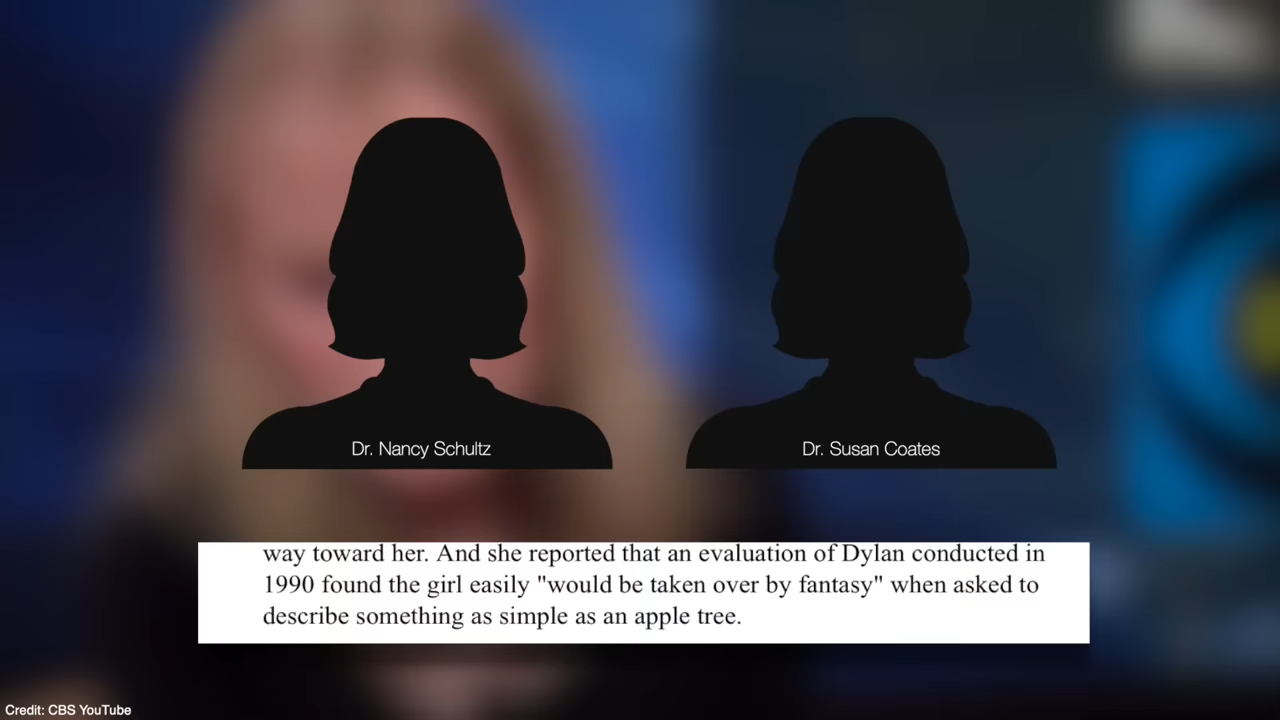 Dr. Nancy Schultz
Dr. Susan Coates
way toward her. And she reported that an evaluation of Dylan conducted in
1990 found the girl easily "would be taken over by fantasy" when asked to
describe something as simple as an apple tree.
Credit: CBS YouTube